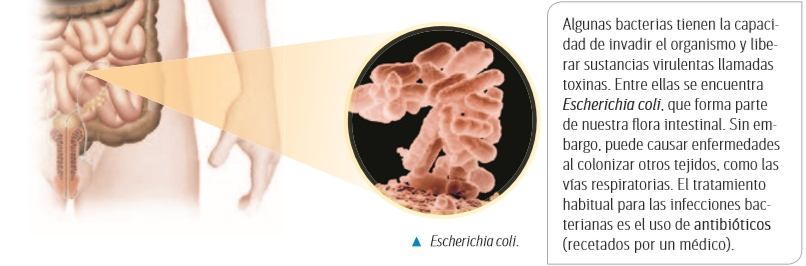 Algunas bacterias tienen la capaci-
dad de invadir el organismo y libe-
rar sustancias virulentas llamadas
toxinas. Entre ellas se encuentra
Escherichia coli, que forma parte
de nuestra flora intestinal. Sin em-
bargo, puede causar enfermedades
al colonizar otros tejidos, como las
vías respiratorias. El tratamiento
habitual para las infecciones bac-
terianas es el uso de antibióticos
(recetados por un médico).
▲ Escherichia coli.